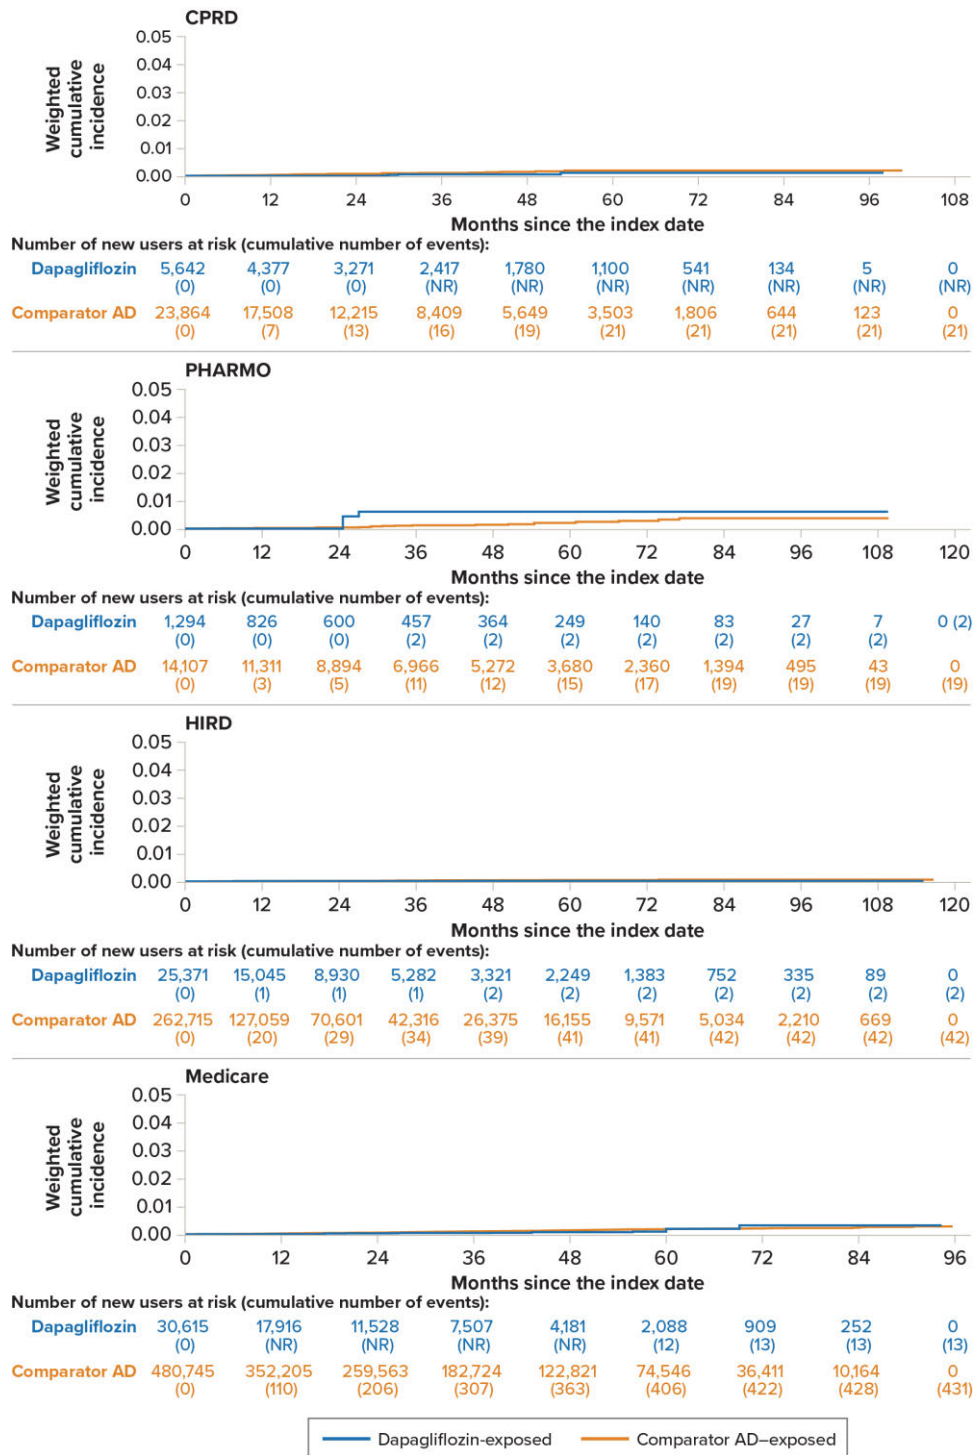 CPRD
Weighted
cumulative
incidence
0.05
0.04
0.03
0.02
0.01
0.00
0 12 24 36 48 60 72 84 96 108
Months since the index date
Number of new users at risk (cumulative number of events):
Dapagliflozin 5,642 4,377 3,271 2,417 1,780 1,100 541 134 5 0
(0) (0) (0) (NR) (NR) (NR) (NR) (NR) (NR) (NR)
Comparator AD 23,864 17,508 12,215 8,409 5,649 3,503 1,806 644 123 0
(0) (7) (13) (16) (19) (21) (21) (21) (21) (21)
PHARMO
Weighted
cumulative
incidence
0.05
0.04
0.03
0.02
0.01
0.00
0 12 24 36 48 60 72 84 96 108 120
Months since the index date
Number of new users at risk (cumulative number of events):
Dapagliflozin 1,294 826 600 457 364 249 140 83 27 7 0 (2)
(0) (0) (0) (2) (2) (2) (2) (2) (2) (2)
Comparator AD 14,107 11,311 8,894 6,966 5,272 3,680 2,360 1,394 495 43 0
(0) (3) (5) (11) (12) (15) (17) (19) (19) (19) (19)
HIRD
Weighted
cumulative
incidence
0.05
0.04
0.03
0.02
0.01
0.00
0 12 24 36 48 60 72 84 96 108 120
Months since the index date
Number of new users at risk (cumulative number of events):
Dapagliflozin 25,371 15,045 8,930 5,282 3,321 2,249 1,383 752 335 89 0
(0) (1) (1) (1) (2) (2) (2) (2) (2) (2) (2)
Comparator AD 262,715 127,059 70,601 42,316 26,375 16,155 9,571 5,034 2,210 669 0
(0) (20) (29) (34) (39) (41) (41) (42) (42) (42) (42)
Medicare
Weighted
cumulative
incidence
0.05
0.04
0.03
0.02
0.01
0.00
0 12 24 36 48 60 72 84 96
Months since the index date
Number of new users at risk (cumulative number of events):
Dapagliflozin 30,615 17,916 11,528 7,507 4,181 2,088 909 252 0
(0) (NR) (NR) (NR) (NR) (12) (13) (13) (13)
Comparator AD 480,745 352,205 259,563 182,724 122,821 74,546 36,411 10,164 0
(0) (110) (206) (307) (363) (406) (422) (428) (431)
Dapagliflozin-exposed Comparator AD–exposed